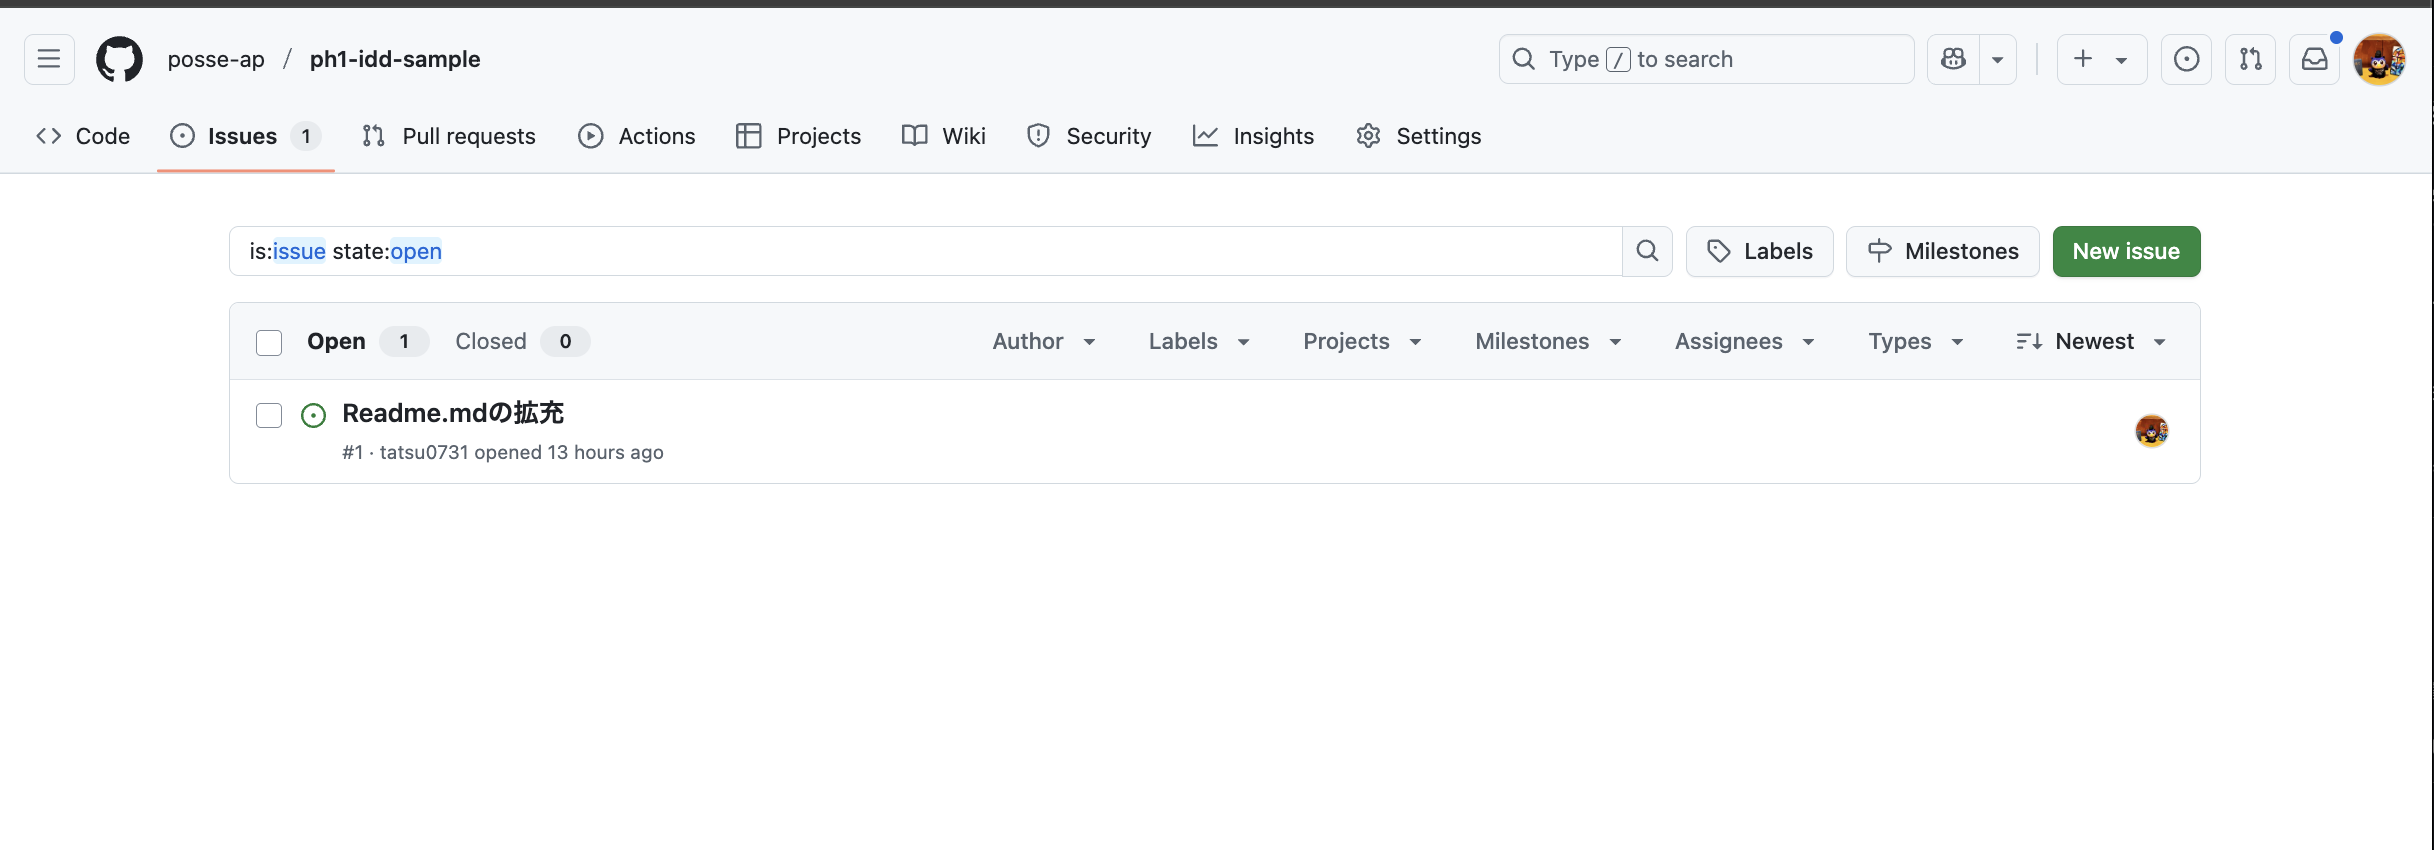 posse-ap / ph1-idd-sample
Type / to search
Code Issues 1 Pull requests Actions Projects Wiki Security Insights Settings
is:issue state:open
Labels Milestones New issue
Open 1 Closed 0 Author Labels Projects Milestones Assignees Types Newest
Readme.mdの拡充
#1 · tatsu0731 opened 13 hours ago